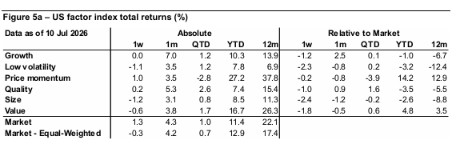 Figure 5a – US factor index total returns (%)
Data as of 10 Jul 2026 Absolute Relative to Market
1w 1m QTD YTD 12m 1w 1m QTD YTD 12m
Growth 0.0 7.0 1.2 10.3 13.9 -1.2 2.5 0.1 -1.0 -6.7
Low volatility -1.1 3.5 1.2 7.8 6.9 -2.3 -0.8 0.2 -3.2 -12.4
Price momentum 1.0 3.5 -2.8 27.2 37.8 -0.2 -0.8 -3.9 14.2 12.9
Quality 0.2 5.3 2.6 7.4 15.4 -1.0 0.9 1.6 -3.5 -5.5
Size -1.2 3.1 0.8 8.5 11.3 -2.4 -1.2 -0.2 -2.6 -8.8
Value -0.6 3.8 1.7 16.7 26.3 -1.8 -0.5 0.6 4.8 3.5
Market 1.3 4.3 1.0 11.4 22.1
Market - Equal-Weighted -0.3 4.2 0.7 12.9 17.4